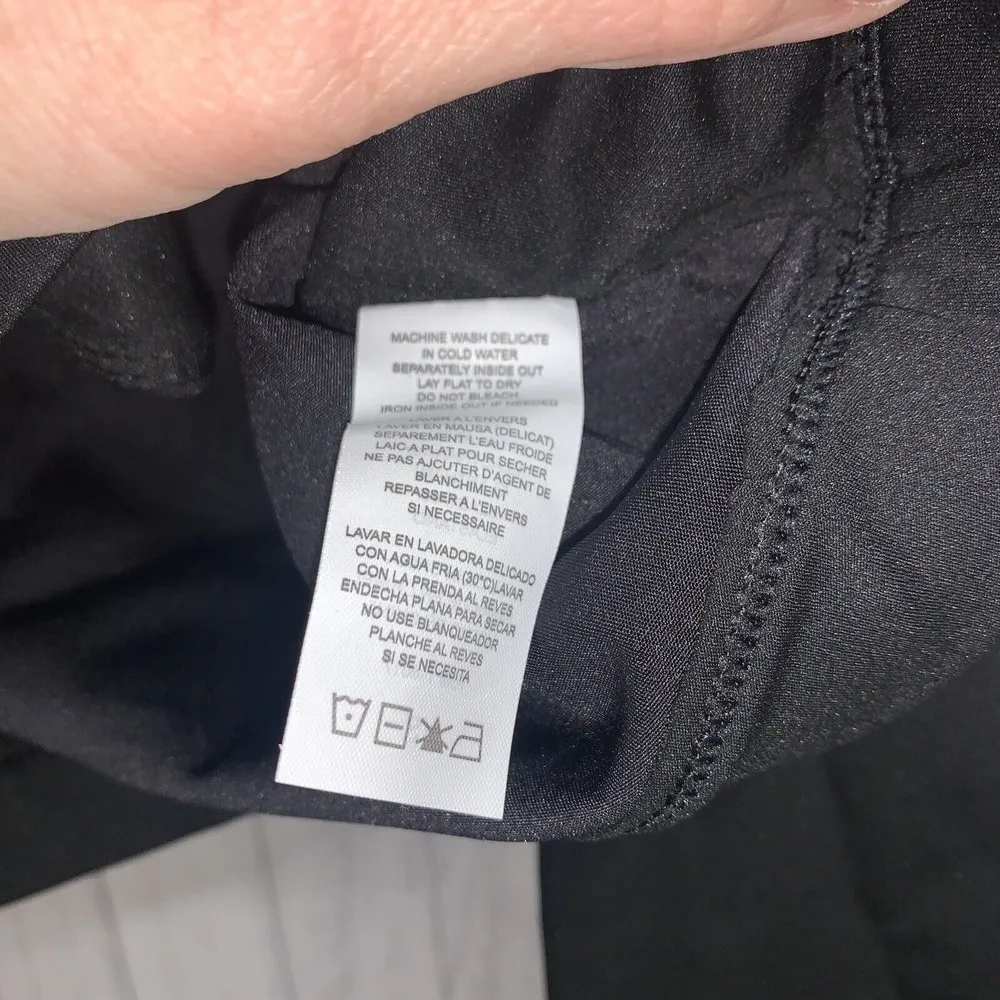 MACHINE WASH DELICATE
IN COLD WATER
SEPARATELY INSIDE OUT
LAY FLAT TO DRY
DO NOT BLEACH
IRON INSIDE OUT IF NEEDED
LAVER A L'ENVERS
LAVER EN MAUSA (DELICAT)
SEPAREMENT L'EAU FROIDE
LAIC A PLAT POUR SECHER
NE PAS AJCUTER D'AGENT DE
BLANCHIMENT
REPASSER A L'ENVERS
SI NECESSAIRE
LAVAR EN LAVADORA DELICADO
CON AGUA FRIA (30°C)LAVAR
CON LA PRENDA AL REVES
ENDECHA PLANA PARA SECAR
NO USE BLANQUEADOR
PLANCHE AL REVES
SI SE NECESITA